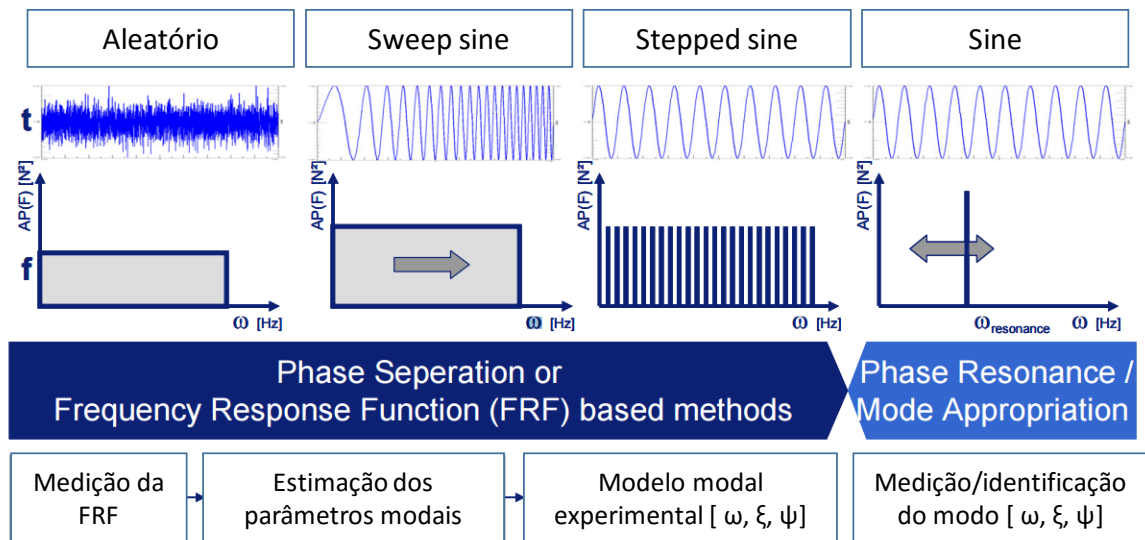 Aleatório
Sweep sine
Stepped sine
Sine
t
AP(F) [N²]
AP(F) [N²]
AP(F) [N²]
AP(F) [N²]
f
ω [Hz]
ω [Hz]
ω [Hz]
ωresonance ω [Hz]
Phase Seperation or
Frequency Response Function (FRF) based methods
Phase Resonance /
Mode Appropriation
Medição da
FRF
Estimação dos
parâmetros modais
Modelo modal
experimental [ ω, ξ, ψ]
Medição/identificação
do modo [ ω, ξ, ψ]